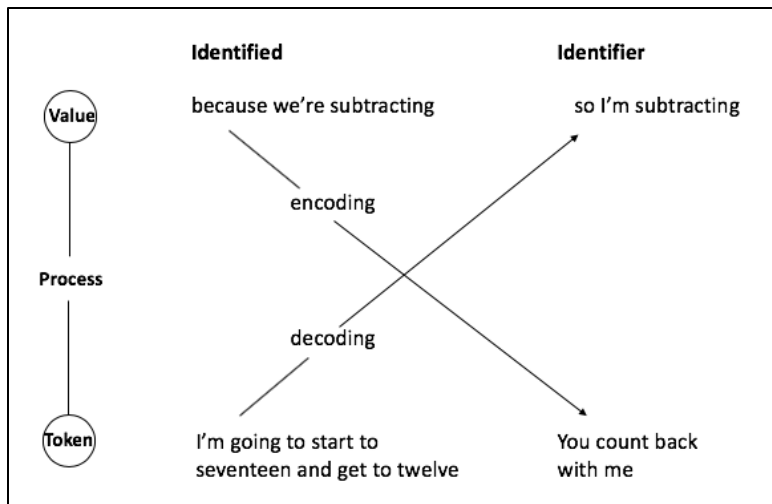 Identified Identifier
Value because we're subtracting so I'm subtracting
encoding
Process
decoding
Token I'm going to start to You count back
seventeen and get to twelve with me